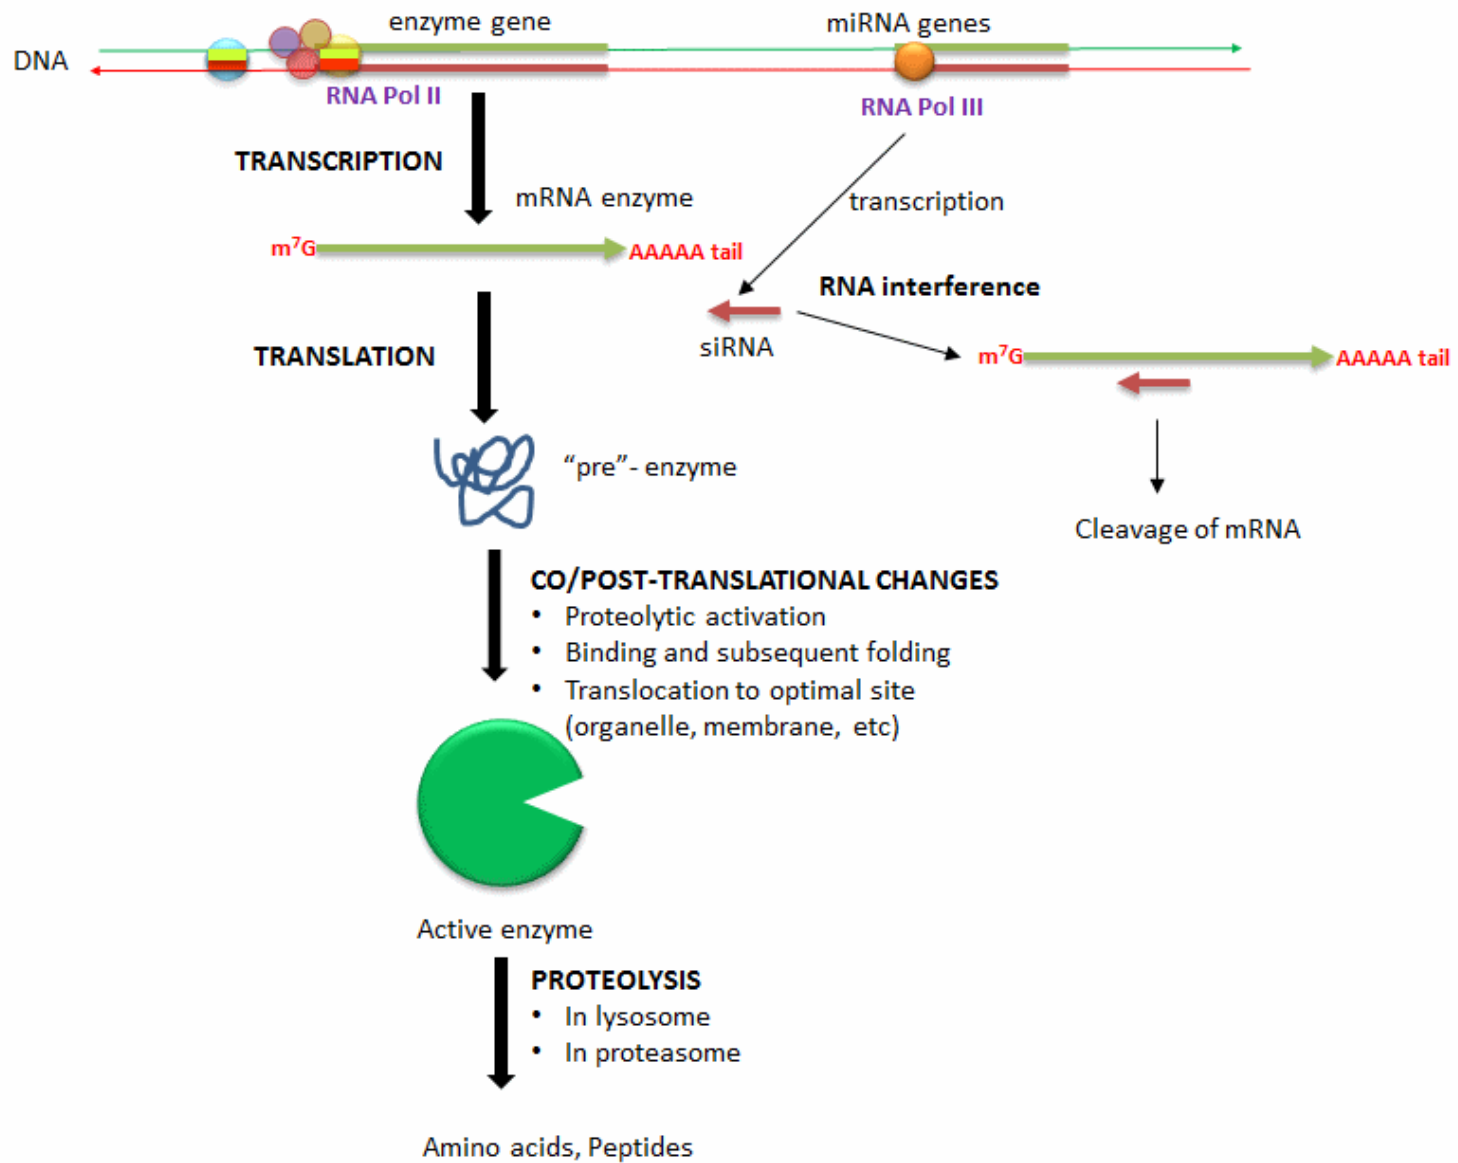 enzyme gene
miRNA genes
DNA
RNA Pol II
RNA Pol III
TRANSCRIPTION
mRNA enzyme
transcription
m⁷G
AAAAA tail
RNA interference
siRNA
TRANSLATION
m⁷G
AAAAA tail
“pre”- enzyme
Cleavage of mRNA
CO/POST-TRANSLATIONAL CHANGES
• Proteolytic activation
• Binding and subsequent folding
• Translocation to optimal site
(organelle, membrane, etc)
Active enzyme
PROTEOLYSIS
• In lysosome
• In proteasome
Amino acids, Peptides